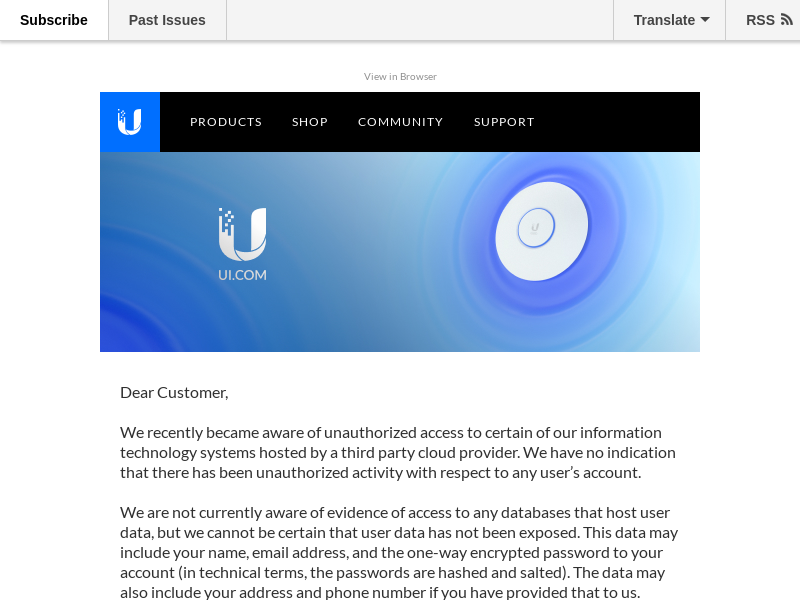 Subscribe
Past Issues
Translate
RSS
View in Browser
U
PRODUCTS
SHOP
COMMUNITY
SUPPORT
U
UI.COM
U
Dear Customer,
We recently became aware of unauthorized access to certain of our information
technology systems hosted by a third party cloud provider. We have no indication
that there has been unauthorized activity with respect to any user’s account.
We are not currently aware of evidence of access to any databases that host user
data, but we cannot be certain that user data has not been exposed. This data may
include your name, email address, and the one-way encrypted password to your
account (in technical terms, the passwords are hashed and salted). The data may
also include your address and phone number if you have provided that to us.